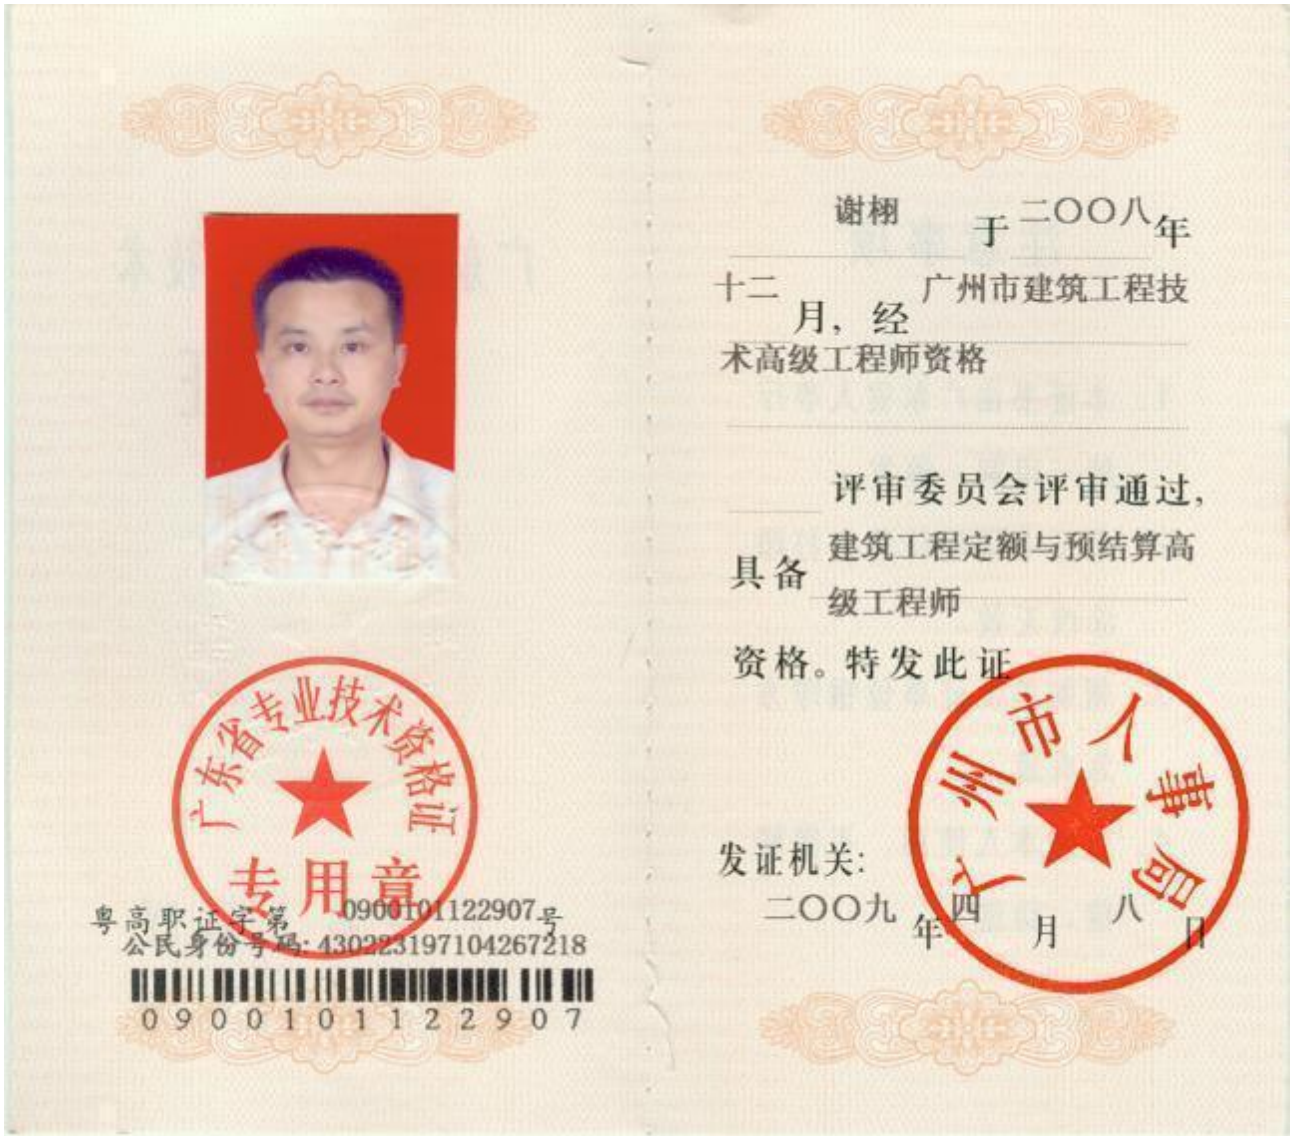 广东省专业技术资格证
专用章
粤高职证字第 0900101122907号
公民身份号码: 430223197104267218
0900101122907
谢栩 于 二〇〇八年
十二月，经 广州市建筑工程技
术高级工程师资格
评审委员会评审通过,
具备 建筑工程定额与预结算高
级工程师
资格。特发此证
广州市人事局
发证机关:
二〇〇九年四月八日